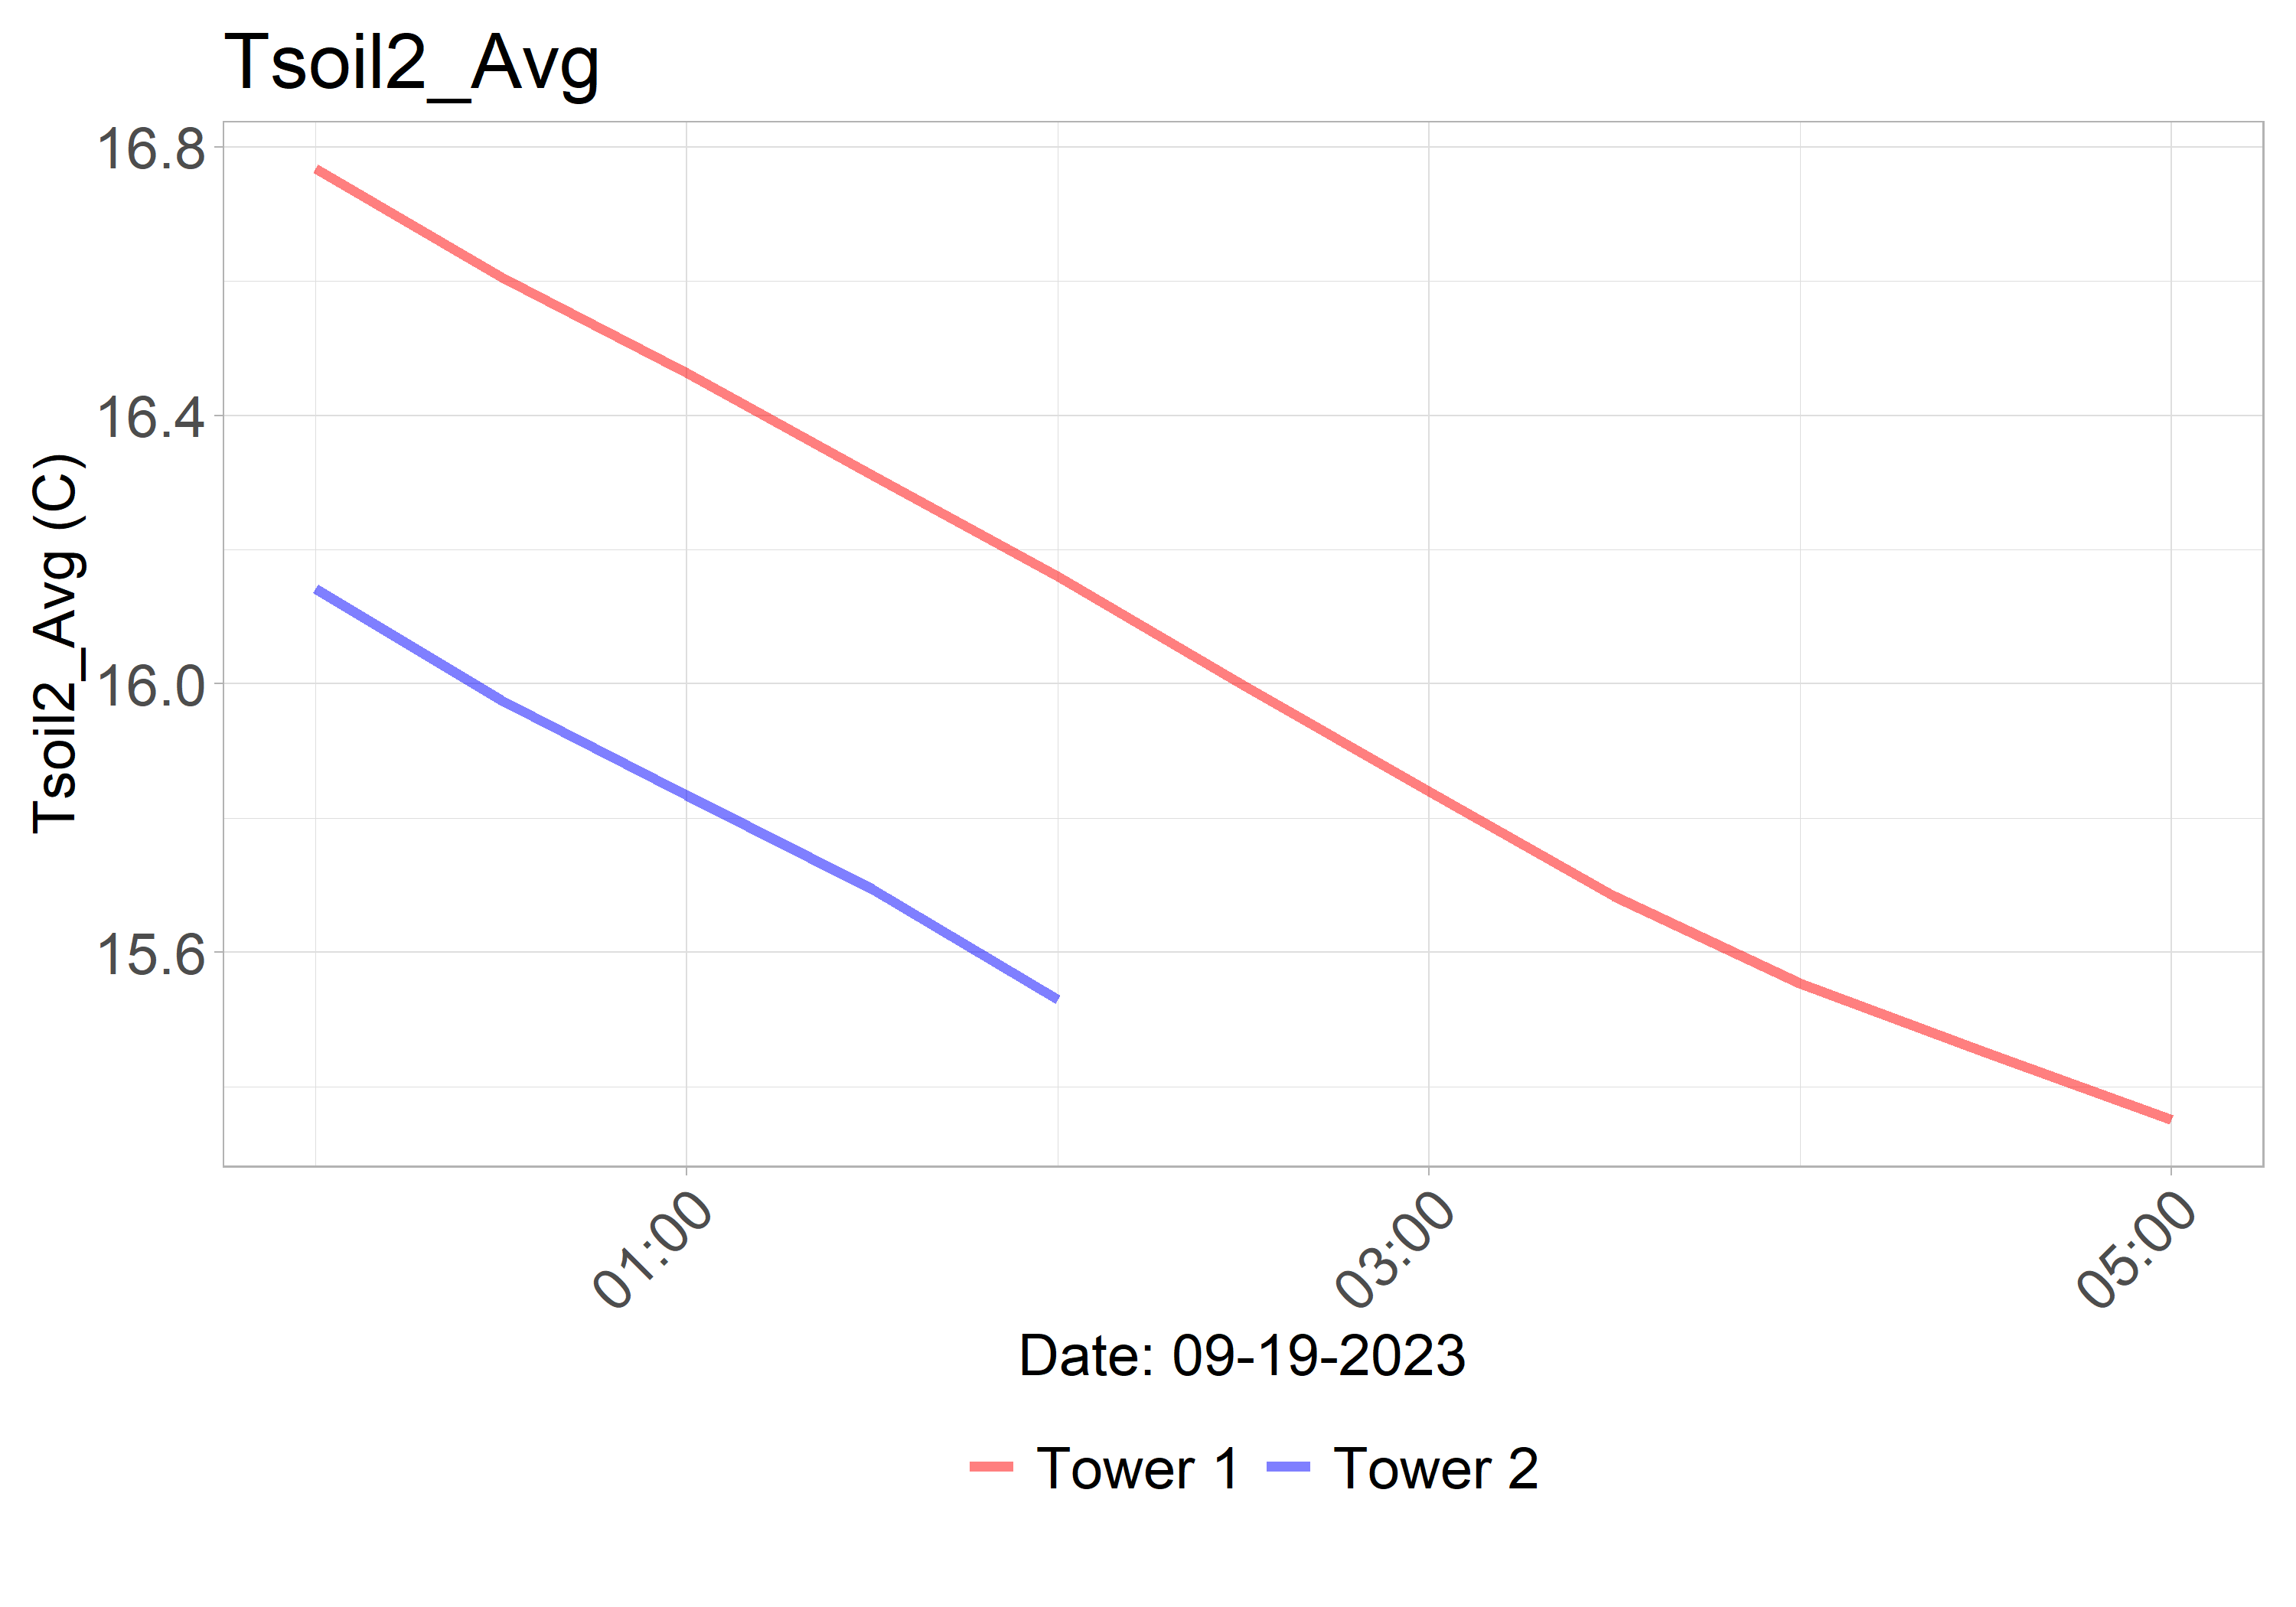 Tsoil2_Avg
Tsoil2_Avg (C)
16.8
16.4
16.0
15.6
01:00 03:00 05:00
Date: 09-19-2023
Tower 1 Tower 2